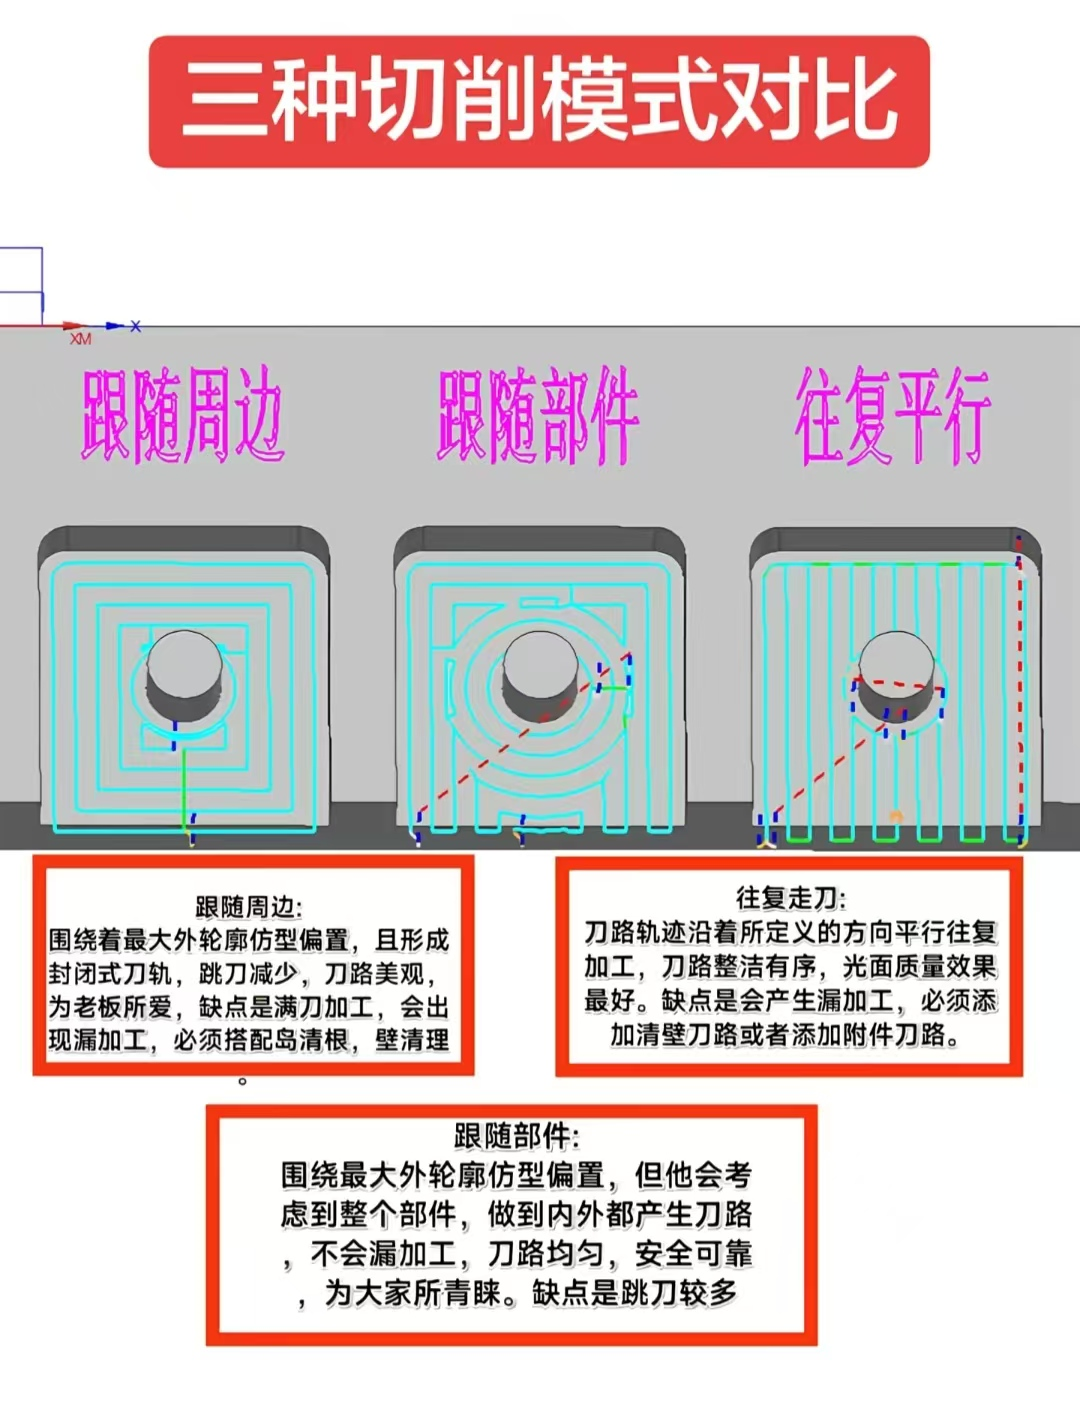 三种切削模式对比
X
XM
跟随周边
跟随部件
往复平行
跟随周边:
围绕着最大外轮廓仿型偏置，且形成
封闭式刀轨，跳刀减少，刀路美观，
为老板所爱，缺点是满刀加工，会出
现漏加工，必须搭配岛清根，壁清理
。
往复走刀:
刀路轨迹沿着所定义的方向平行往复
加工，刀路整洁有序，光面质量效果
最好。缺点是会产生漏加工，必须添
加清壁刀路或者添加附件刀路。
跟随部件:
围绕最大外轮廓仿型偏置，但他会考
虑到整个部件，做到内外都产生刀路
，不会漏加工，刀路均匀，安全可靠
，为大家所青睐。缺点是跳刀较多